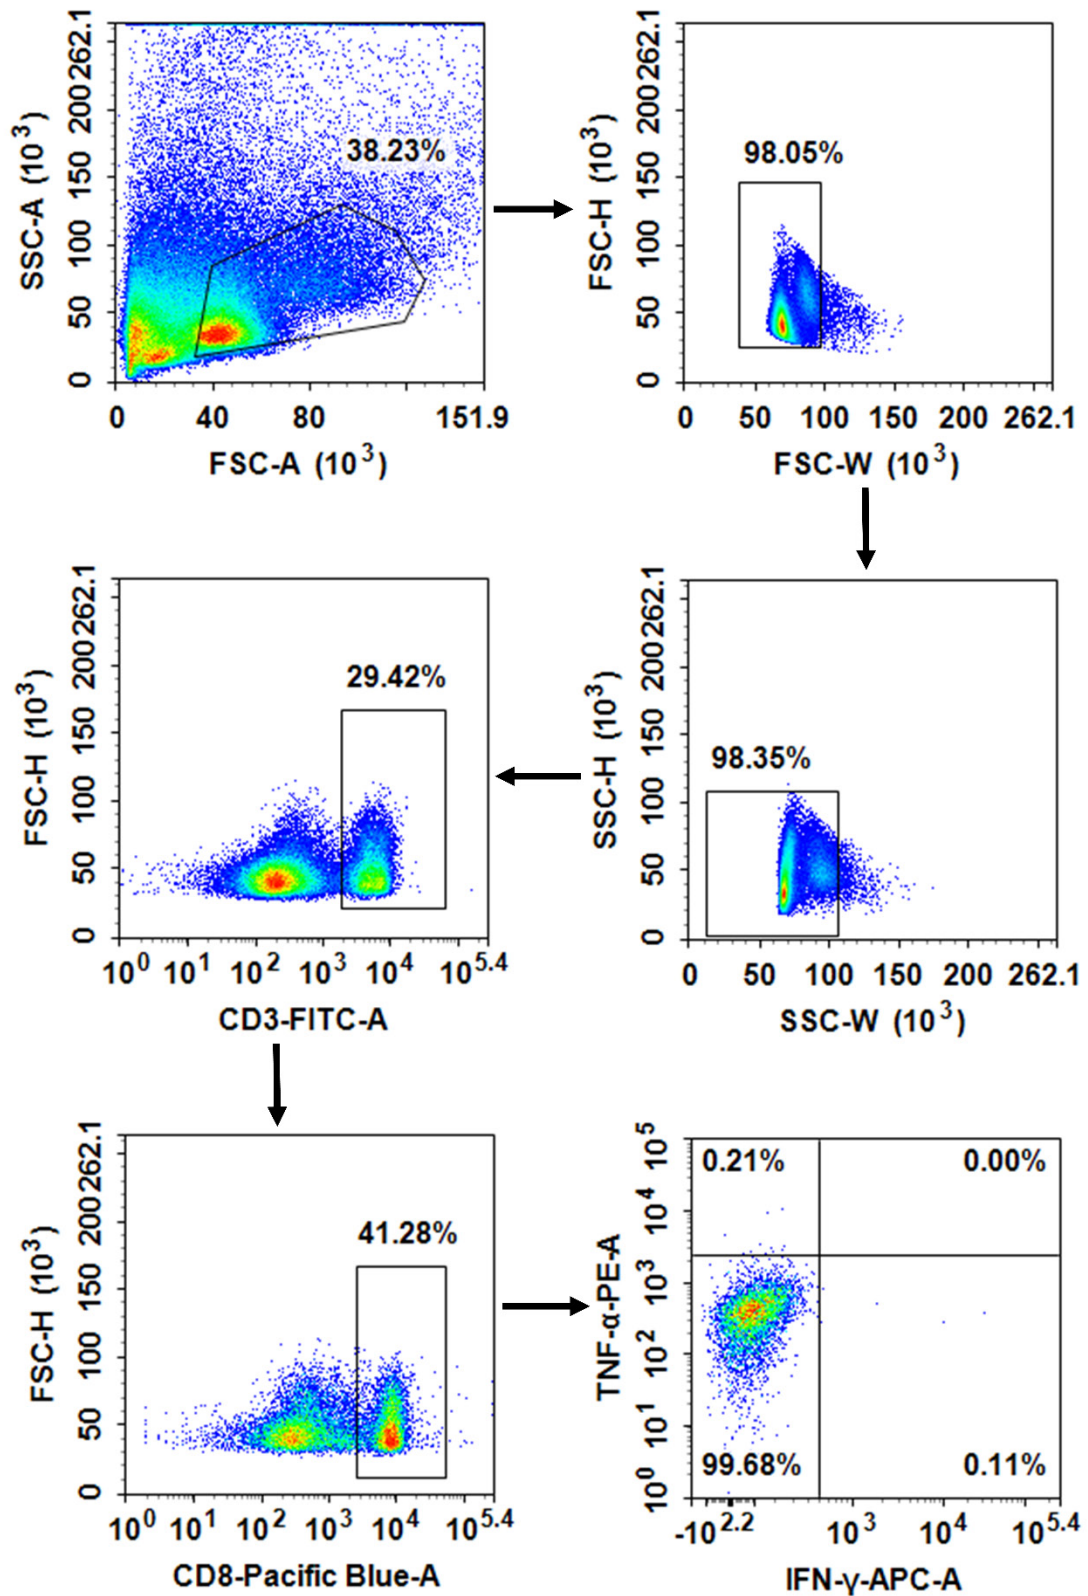 SSC-A (10³)
262.1
200
150
100
50
0
38.23%
0 40 80 151.9
FSC-A (10³)
FSC-H (10³)
262.1
200
150
100
50
0
98.05%
0 50 100 150 200 262.1
FSC-W (10³)
FSC-H (10³)
262.1
200
150
100
50
0
29.42%
10⁰ 10¹ 10² 10³ 10⁴ 10⁵·⁴
CD3-FITC-A
SSC-H (10³)
262.1
200
150
100
50
0
98.35%
0 50 100 150 200 262.1
SSC-W (10³)
FSC-H (10³)
262.1
200
150
100
50
0
41.28%
10⁰ 10¹ 10² 10³ 10⁴ 10⁵·⁴
CD8-Pacific Blue-A
TNF-α-PE-A
10⁵
10⁴
10³
10²
10¹
10⁰
0.21% 0.00%
99.68% 0.11%
-10²·² 10³ 10⁴ 10⁵·⁴
IFN-γ-APC-A